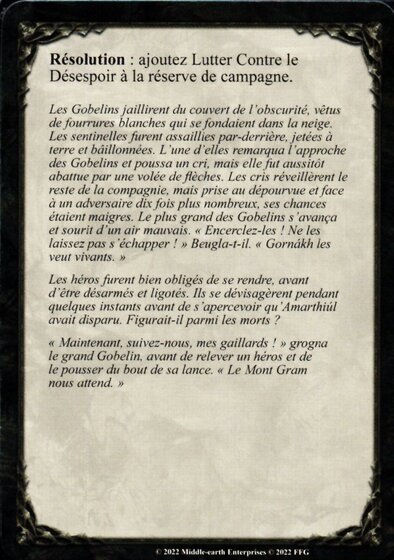 Résolution : ajoutez Lutter Contre le
Désespoir à la réserve de campagne.
Les Gobelins jaillirent du couvert de l'obscurité, vêtus
de fourrures blanches qui se fondaient dans la neige.
Les sentinelles furent assaillies par-derrière, jetées à
terre et bâillonnées. L'une d'elles remarqua l'approche
des Gobelins et poussa un cri, mais elle fut aussitôt
abattue par une volée de flèches. Les cris réveillèrent le
reste de la compagnie, mais prise au dépourvue et face
à un adversaire dix fois plus nombreux, ses chances
étaient maigres. Le plus grand des Gobelins s'avança
et sourit d'un air mauvais. « Encerclez-les ! Ne les
laissez pas s'échapper ! » Beugla-t-il. « Gornákh les
veut vivants. »
Les héros furent bien obligés de se rendre, avant
d'être désarmés et ligotés. Ils se dévisagèrent pendant
quelques instants avant de s'apercevoir qu'Amarthiúl
avait disparu. Figurait-il parmi les morts ?
« Maintenant, suivez-nous, mes gaillards ! » grogna
le grand Gobelin, avant de relever un héros et de
le pousser du bout de sa lance. « Le Mont Gram
nous attend. »
© 2022 Middle-earth Enterprises © 2022 FFG